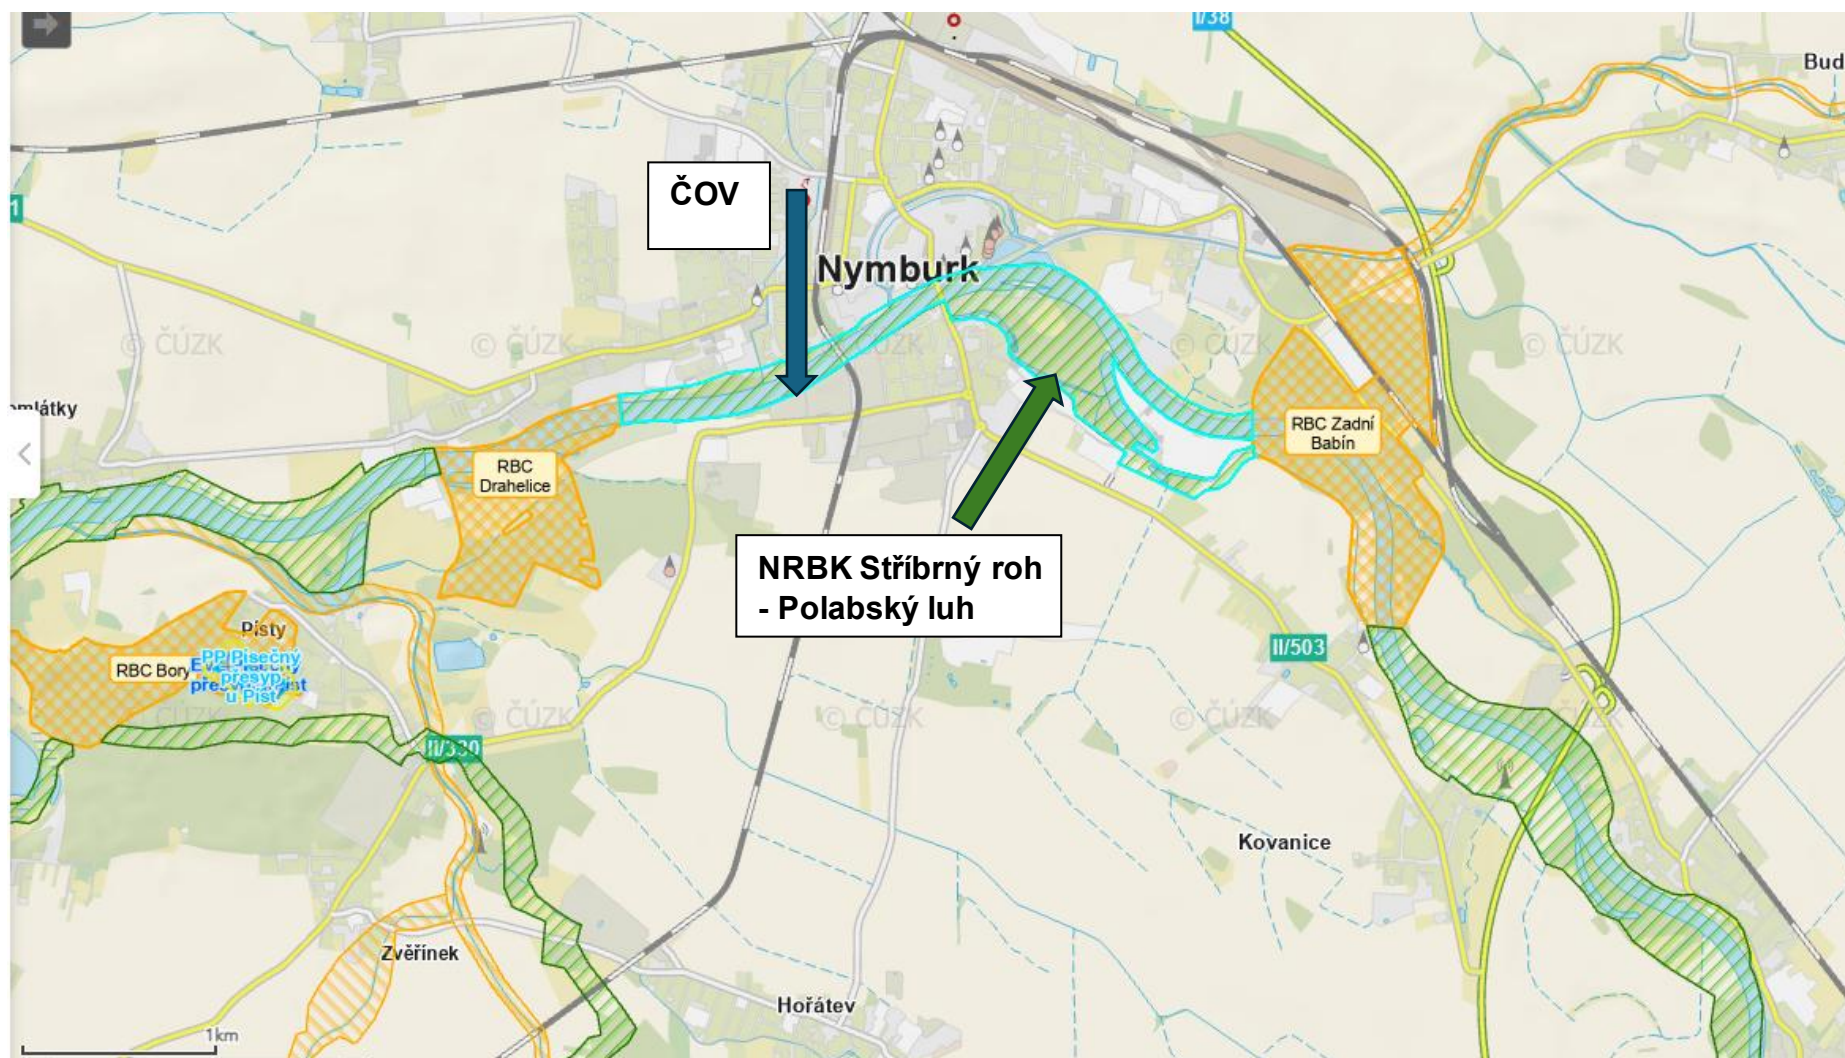 I/38
Bud
ČOV
1
Nymburk
© ČÚZK
© ČÚZK
© ČÚZK
© ČÚZK
omlátky
RBC Zadní
Babín
RBC
Drahelice
NRBK Stříbrný roh
- Polabský luh
Písty
II/503
RBC Bory
PP Písečný
přesyp
u Píst
ČÚZK
© ČÚZK
© ČÚZK
© ČÚZK
© ČÚZK
II/330
Kovanice
Zvěřínek
Hořátev
1km